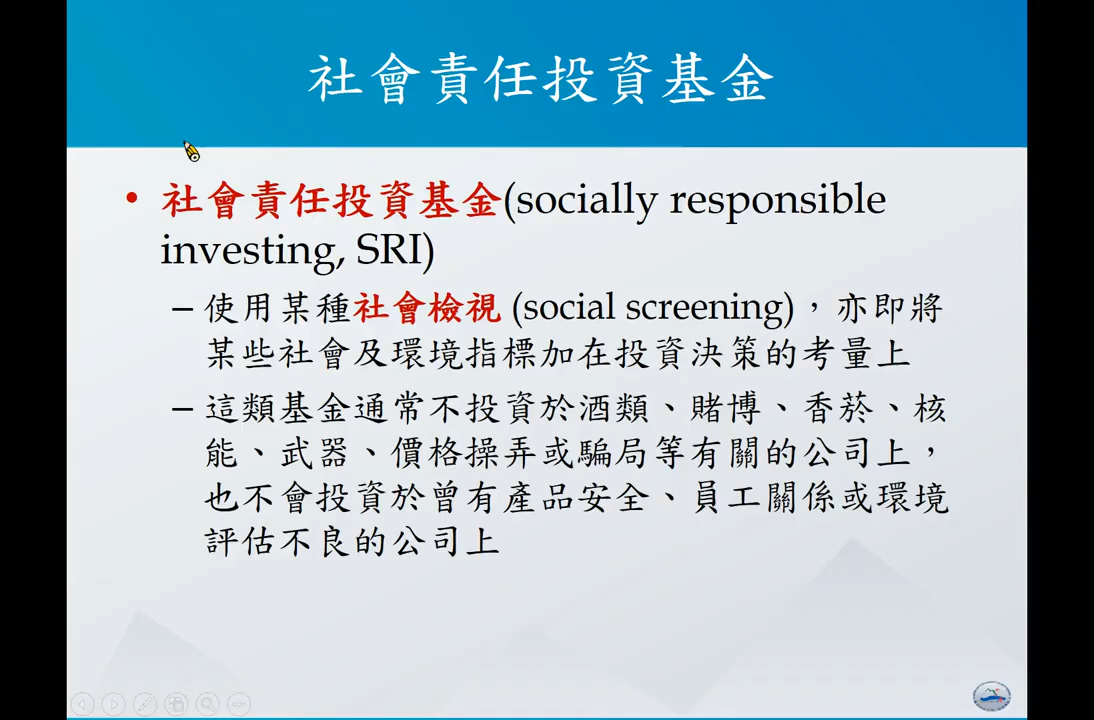 社會責任投資基金
• 社會責任投資基金(socially responsible
investing, SRI)
– 使用某種社會檢視 (social screening)，亦即將
某些社會及環境指標加在投資決策的考量上
– 這類基金通常不投資於酒類、賭博、香菸、核
能、武器、價格操弄或騙局等有關的公司上，
也不會投資於曾有產品安全、員工關係或環境
評估不良的公司上